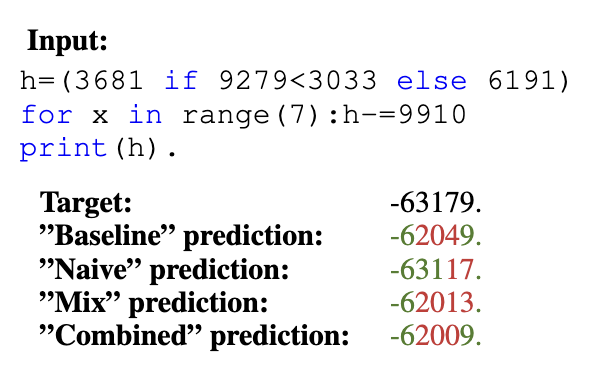 Input:
h=(3681 if 9279<3033 else 6191)
for x in range(7):h-=9910
print(h).
Target: -63179.
”Baseline” prediction: -62049.
”Naive” prediction: -63117.
”Mix” prediction: -62013.
”Combined” prediction: -62009.